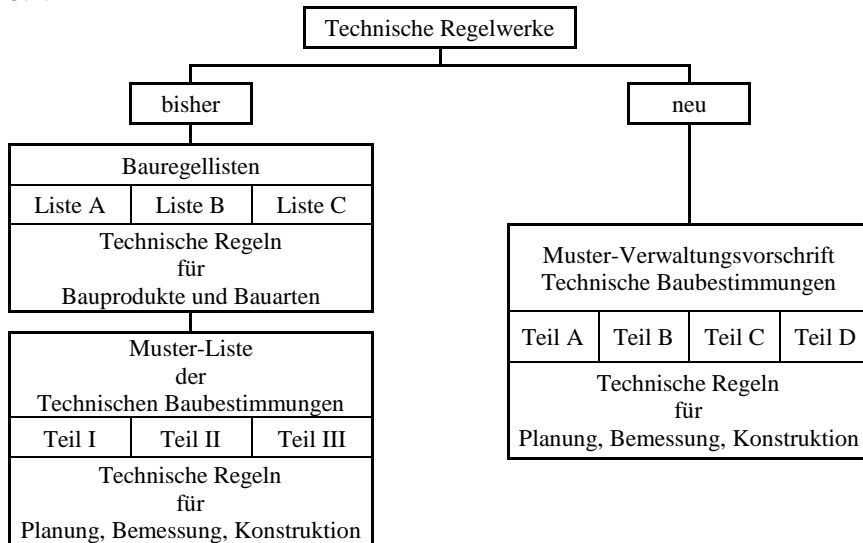 Technische Regelwerke
bisher
neu
Bauregellisten
Liste A Liste B Liste C
Technische Regeln
für
Bauprodukte und Bauarten
Muster-Liste
der
Technischen Baubestimmungen
Teil I Teil II Teil III
Technische Regeln
für
Planung, Bemessung, Konstruktion
Muster-Verwaltungsvorschrift
Technische Baubestimmungen
Teil A Teil B Teil C Teil D
Technische Regeln
für
Planung, Bemessung, Konstruktion